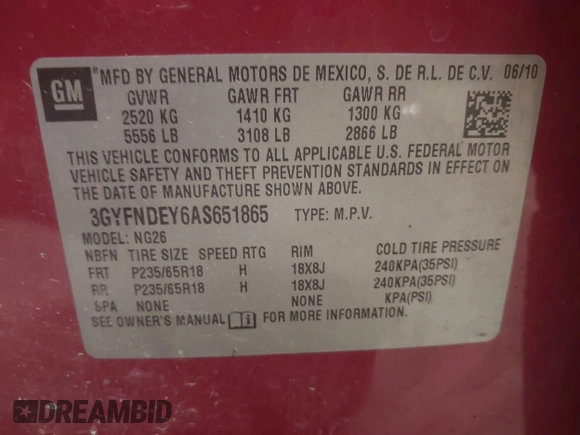 GM MFD BY GENERAL MOTORS DE MEXICO, S. DE R.L. DE C.V. 06/10
GVWR GAWR FRT GAWR RR
2520 KG 1410 KG 1300 KG
5556 LB 3108 LB 2866 LB
THIS VEHICLE CONFORMS TO ALL APPLICABLE U.S. FEDERAL MOTOR
VEHICLE SAFETY AND THEFT PREVENTION STANDARDS IN EFFECT ON
THE DATE OF MANUFACTURE SHOWN ABOVE.
3GYFNDEY6AS651865 TYPE: M.P.V.
MODEL: NG26
NBFN TIRE SIZE SPEED RTG RIM COLD TIRE PRESSURE
FRT P235/65R18 H 18X8J 240KPA(35PSI)
RR P235/65R18 H 18X8J 240KPA(35PSI)
SPA NONE NONE KPA(PSI)
SEE OWNER'S MANUAL i FOR MORE INFORMATION.
DREAMBID